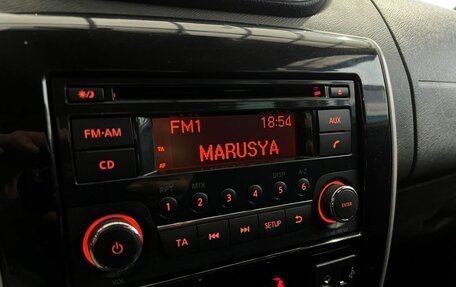 FM·AM
AUX
FM1 18:54
TA
AF
MARUSYA
CD
RPT MIX DISP A-Z
1 2 3 4 5 6
ENTER
TA
SETUP
VOL